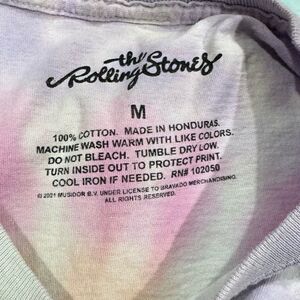 the
Rolling Stones
M
100% COTTON. MADE IN HONDURAS.
MACHINE WASH WARM WITH LIKE COLORS.
DO NOT BLEACH. TUMBLE DRY LOW.
TURN INSIDE OUT TO PROTECT PRINT.
COOL IRON IF NEEDED. RN# 102050
© 2021 MUSIDOR B.V. UNDER LICENSE TO BRAVADO MERCHANDISING.
ALL RIGHTS RESERVED.